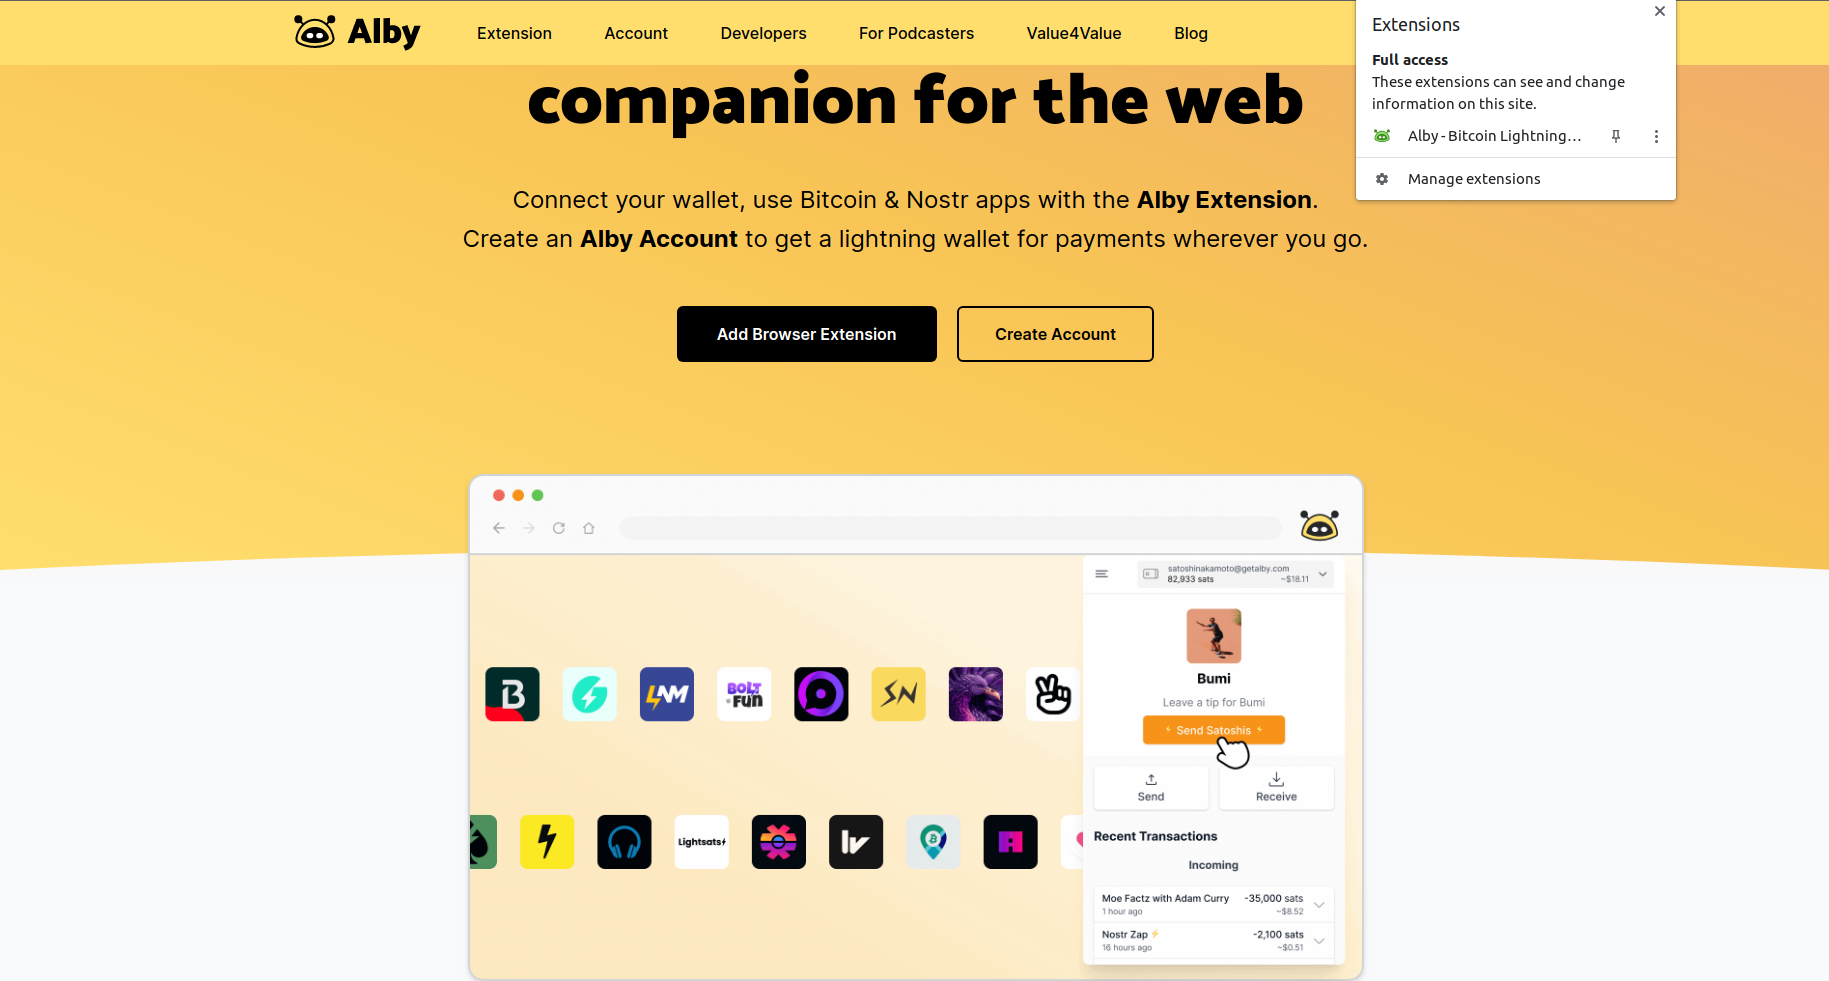 Alby
Extension
Account
Developers
For Podcasters
Value4Value
Blog
companion for the web
Connect your wallet, use Bitcoin & Nostr apps with the Alby Extension.
Create an Alby Account to get a lightning wallet for payments wherever you go.
Add Browser Extension
Create Account
Extensions
Full access
These extensions can see and change
information on this site.
Alby - Bitcoin Lightning…
Manage extensions
satoshinakamoto@getalby.com
82,933 sats ~$18.11
Bumi
Leave a tip for Bumi
Send Satoshis
Send
Receive
Recent Transactions
Incoming
Moe Factz with Adam Curry -35,000 sats
1 hour ago ~$8.52
Nostr Zap -2,100 sats
16 hours ago ~$0.51
B
LNM
BOLT
FUN
SN
Lightsats
lv
A